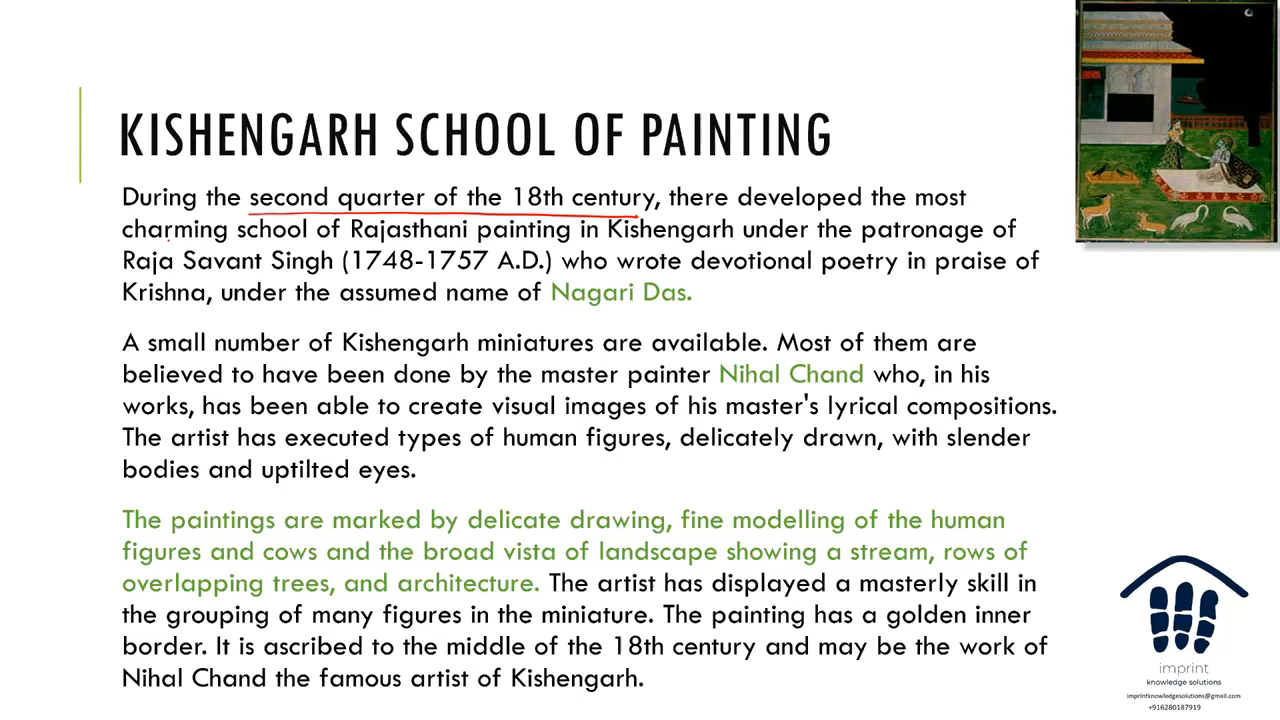 KISHENGARH SCHOOL OF PAINTING
During the second quarter of the 18th century, there developed the most
charming school of Rajasthani painting in Kishengarh under the patronage of
Raja Savant Singh (1748-1757 A.D.) who wrote devotional poetry in praise of
Krishna, under the assumed name of Nagari Das.
A small number of Kishengarh miniatures are available. Most of them are
believed to have been done by the master painter Nihal Chand who, in his
works, has been able to create visual images of his master's lyrical compositions.
The artist has executed types of human figures, delicately drawn, with slender
bodies and uptilted eyes.
The paintings are marked by delicate drawing, fine modelling of the human
figures and cows and the broad vista of landscape showing a stream, rows of
overlapping trees, and architecture. The artist has displayed a masterly skill in
the grouping of many figures in the miniature. The painting has a golden inner
border. It is ascribed to the middle of the 18th century and may be the work of
Nihal Chand the famous artist of Kishengarh.
imprint
knowledge solutions
imprintknowledgesolutions@gmail.com
+916280187919